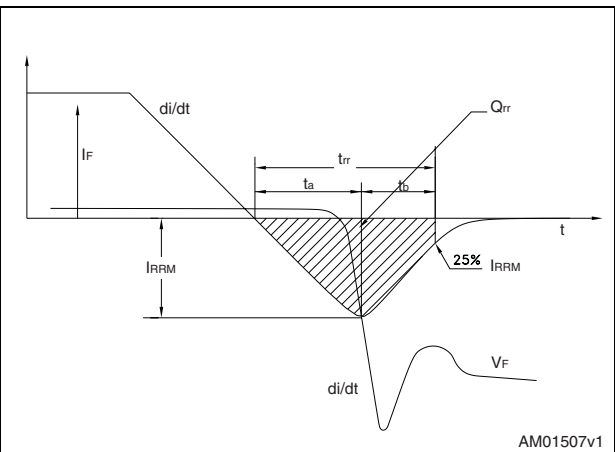 di/dt
Qrr
IF
trr
ta
tb
t
IRRM
25% IRRM
VF
di/dt
AM01507v1